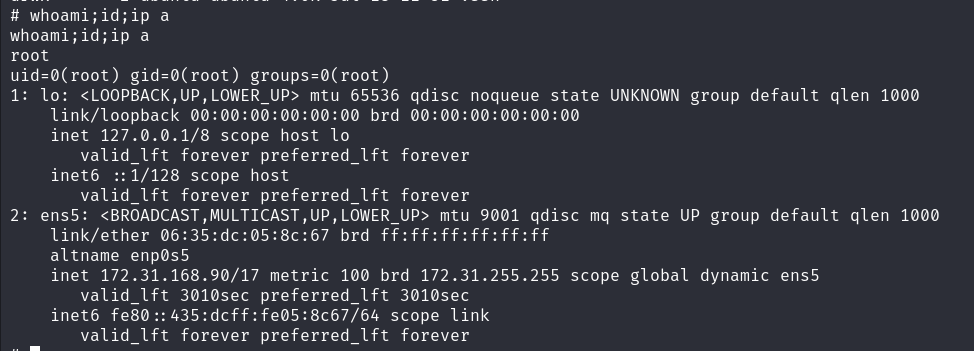 # whoami;id;ip a
whoami;id;ip a
root
uid=0(root) gid=0(root) groups=0(root)
1: lo: <LOOPBACK,UP,LOWER_UP> mtu 65536 qdisc noqueue state UNKNOWN group default qlen 1000
    link/loopback 00:00:00:00:00:00 brd 00:00:00:00:00:00
    inet 127.0.0.1/8 scope host lo
       valid_lft forever preferred_lft forever
    inet6 ::1/128 scope host
       valid_lft forever preferred_lft forever
2: ens5: <BROADCAST,MULTICAST,UP,LOWER_UP> mtu 9001 qdisc mq state UP group default qlen 1000
    link/ether 06:35:dc:05:8c:67 brd ff:ff:ff:ff:ff:ff
    altname enp0s5
    inet 172.31.168.90/17 metric 100 brd 172.31.255.255 scope global dynamic ens5
       valid_lft 3010sec preferred_lft 3010sec
    inet6 fe80::435:dcff:fe05:8c67/64 scope link
       valid_lft forever preferred_lft forever